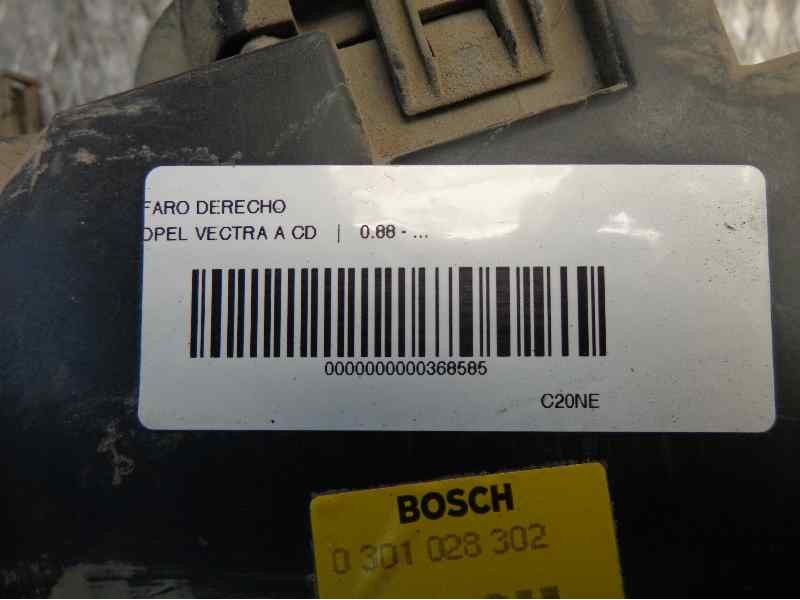 FARO DERECHO
OPEL VECTRA A CD | 0.88 - ...
0000000000368585
C20NE
BOSCH
0 301 028 302